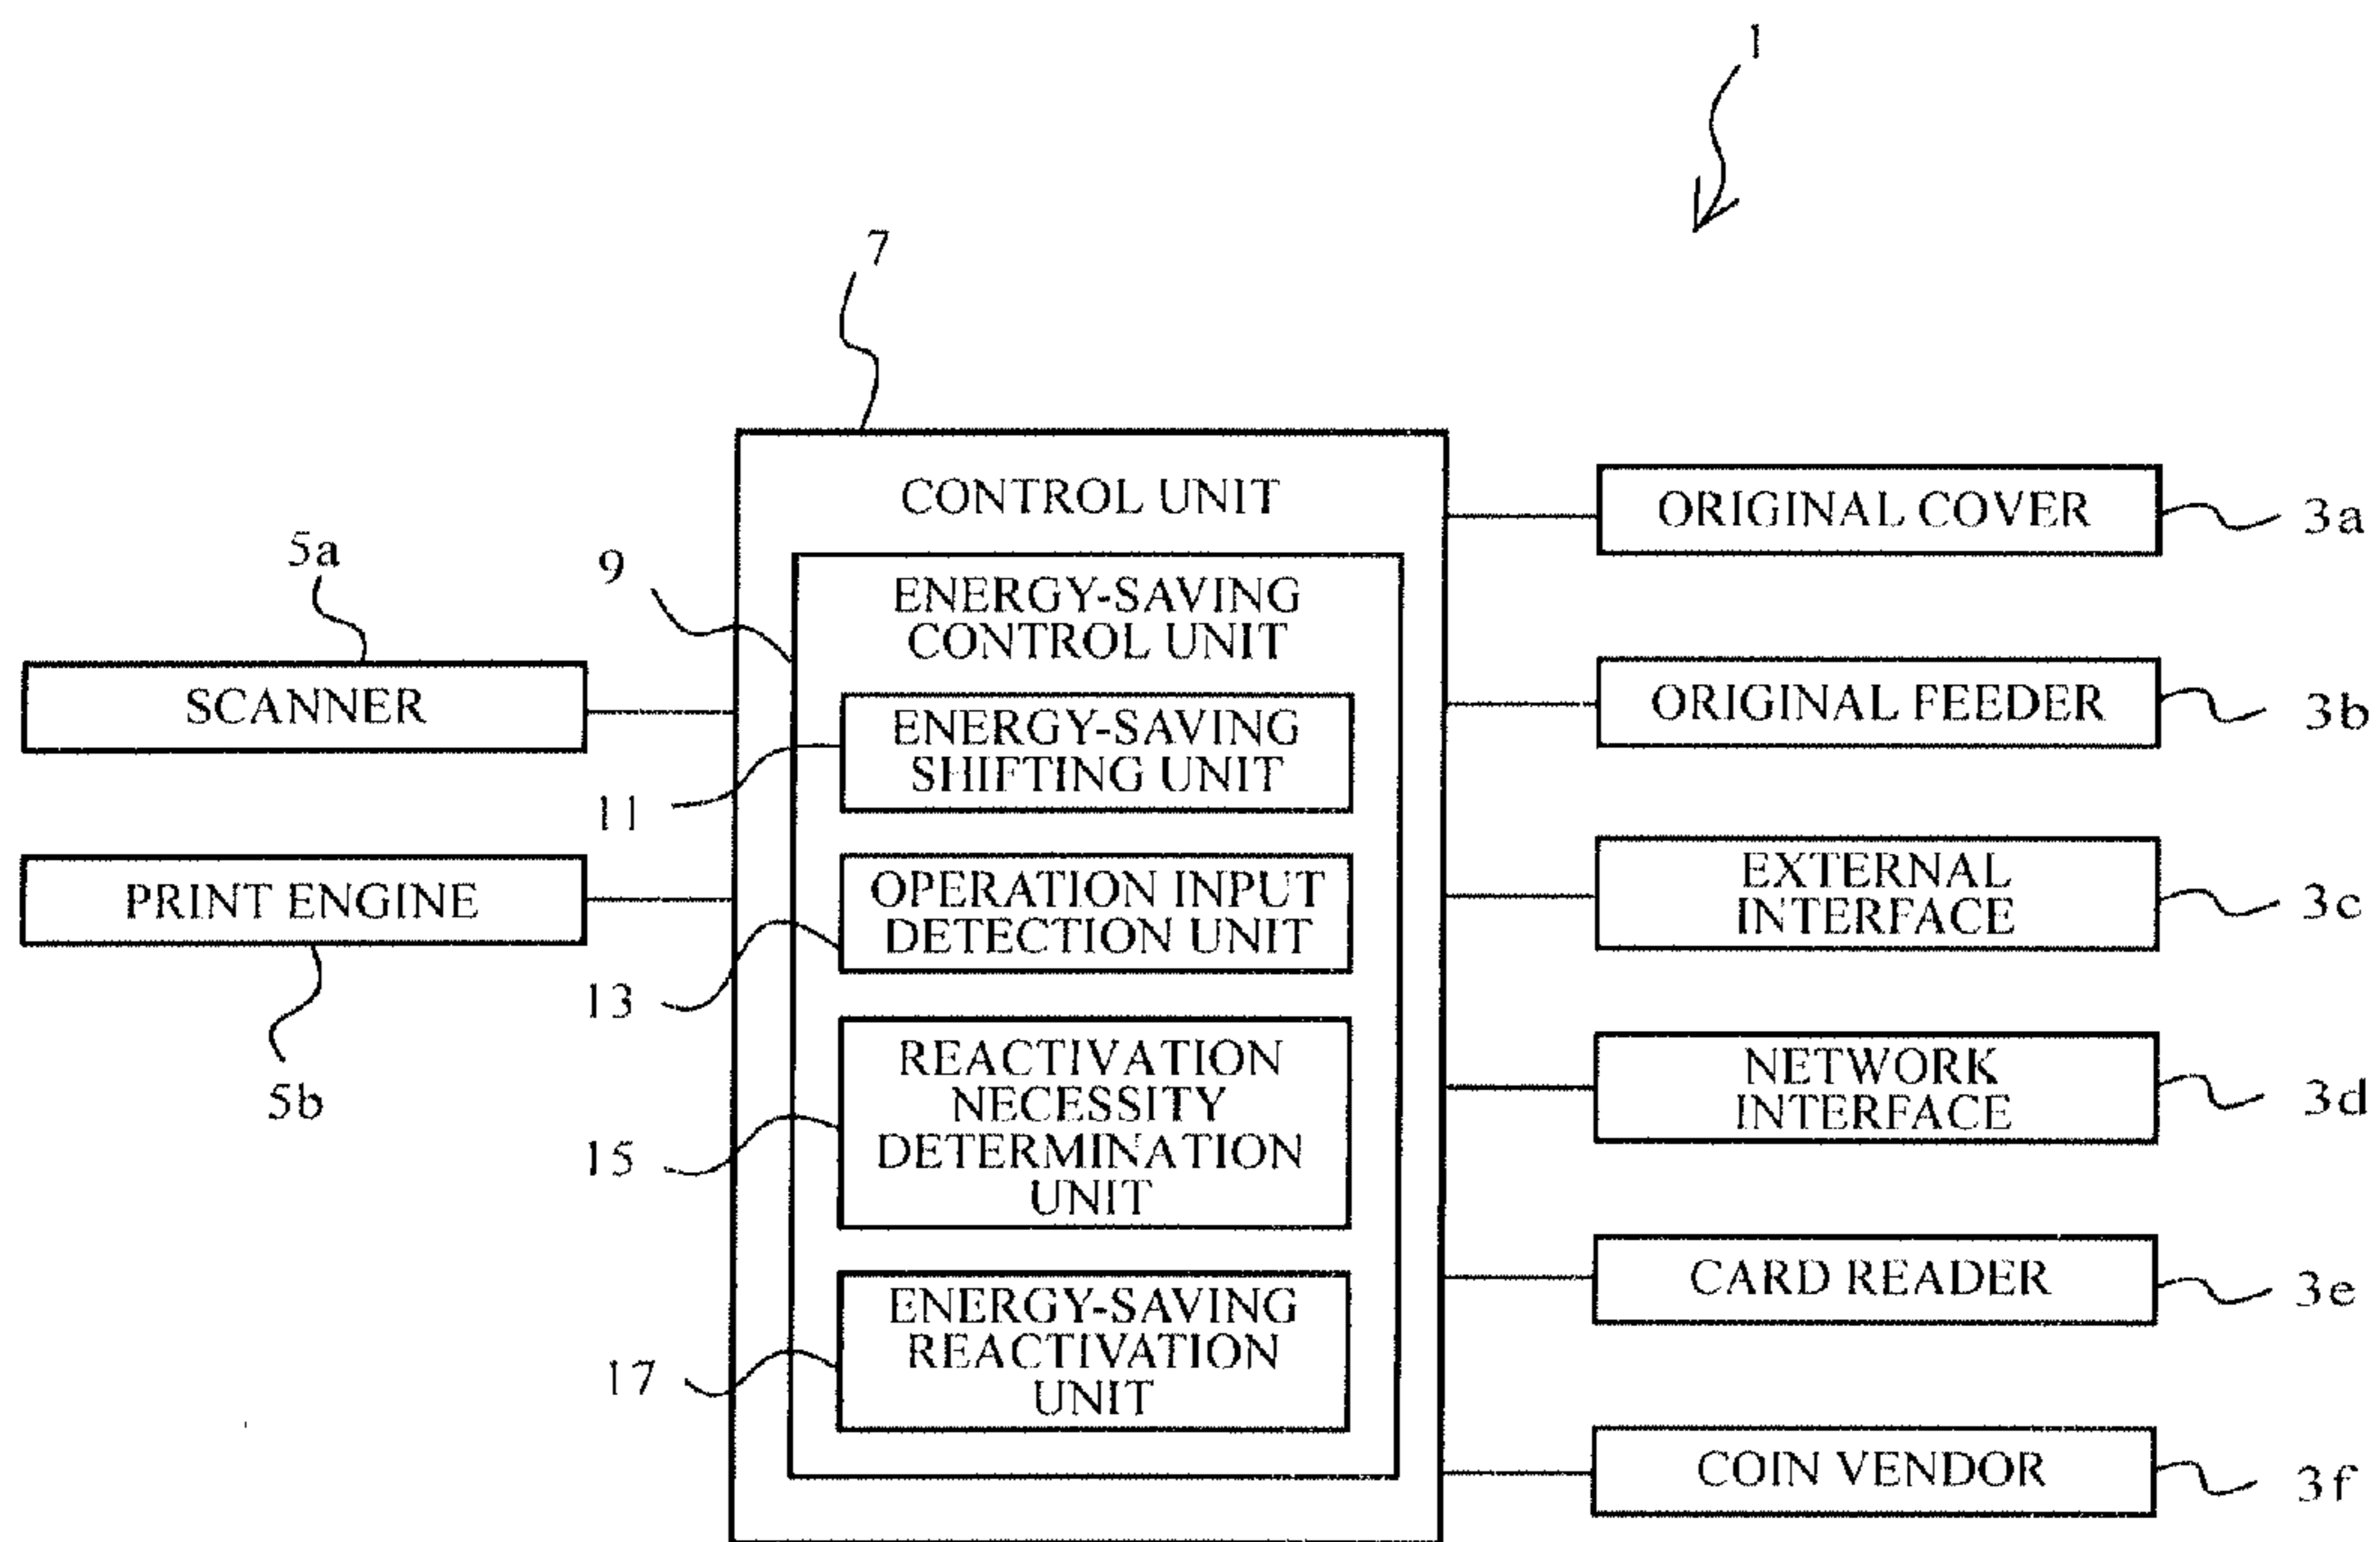 1
7
CONTROL UNIT
9
ENERGY-SAVING
CONTROL UNIT
11
ENERGY-SAVING
SHIFTING UNIT
13
OPERATION INPUT
DETECTION UNIT
15
REACTIVATION
NECESSITY
DETERMINATION
UNIT
17
ENERGY-SAVING
REACTIVATION
UNIT
5a
SCANNER
PRINT ENGINE
5b
ORIGINAL COVER
3a
ORIGINAL FEEDER
3b
EXTERNAL
INTERFACE
3c
NETWORK
INTERFACE
3d
CARD READER
3e
COIN VENDOR
3f